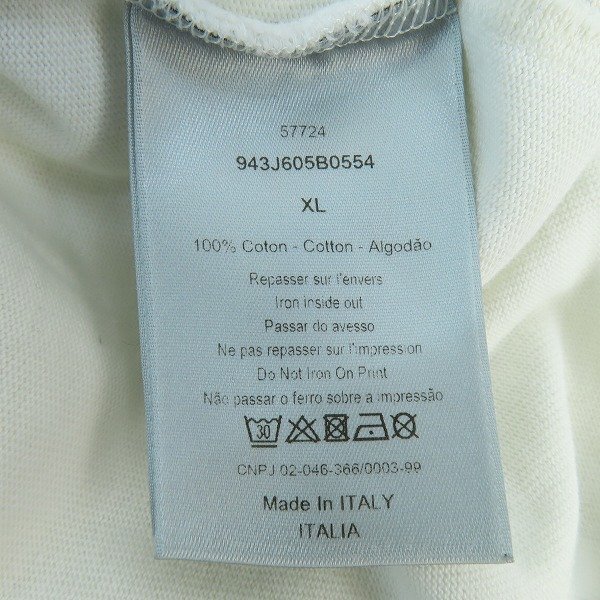 57724
943J605B0554
XL
100% Coton - Cotton - Algodão
Repasser sur l'envers
Iron inside out
Passar do avesso
Ne pas repasser sur l'impression
Do Not Iron On Print
Não passar o ferro sobre a impressão
30
CNPJ 02-046-366/0003-99
Made In ITALY
ITALIA